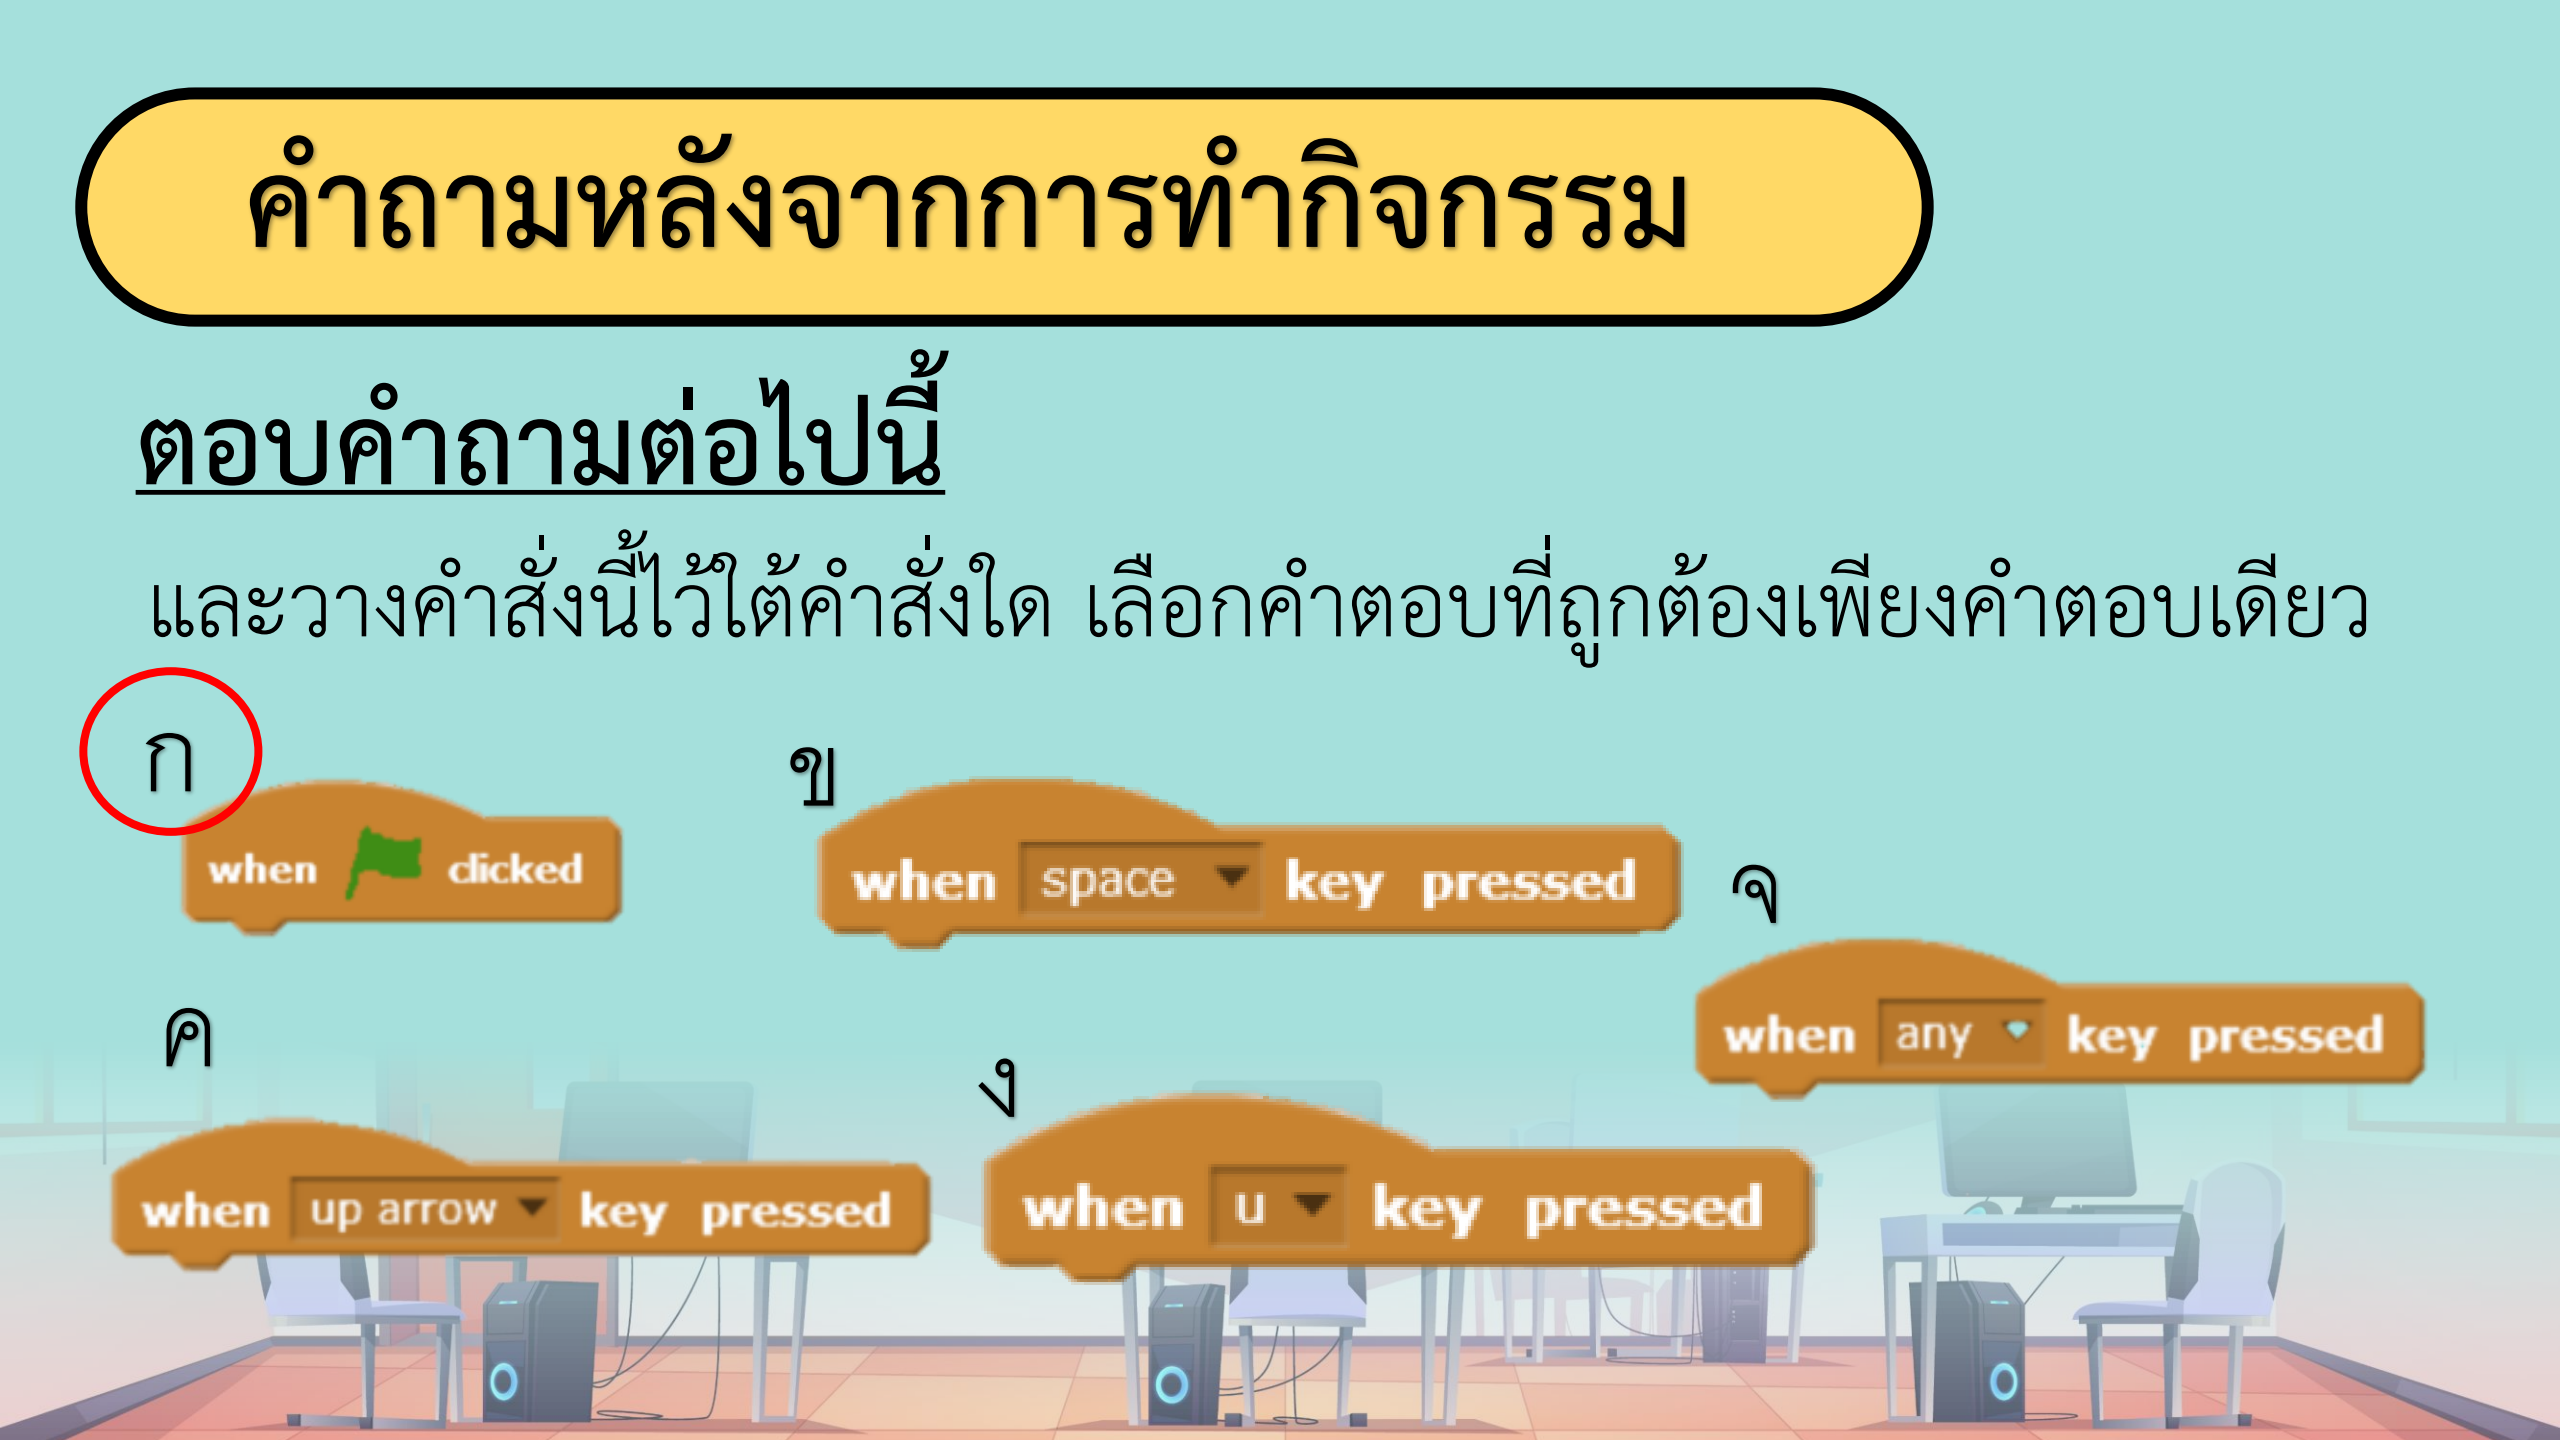 คำถามหลังจากการทำกิจกรรม
ตอบคำถามต่อไปนี้
และวางคำสั่งนี้ไว้ใต้คำสั่งใด เลือกคำตอบที่ถูกต้องเพียงคำตอบเดียว
ก
when clicked
ข
when space key pressed
จ
when any key pressed
ค
when up arrow key pressed
ง
when u key pressed